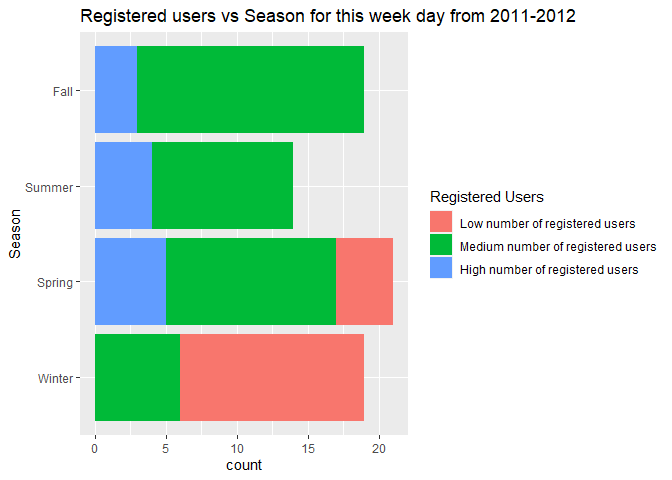 Registered users vs Season for this week day from 2011-2012
Season
Fall
Summer
Spring
Winter
0 5 10 15 20
count
Registered Users
Low number of registered users
Medium number of registered users
High number of registered users